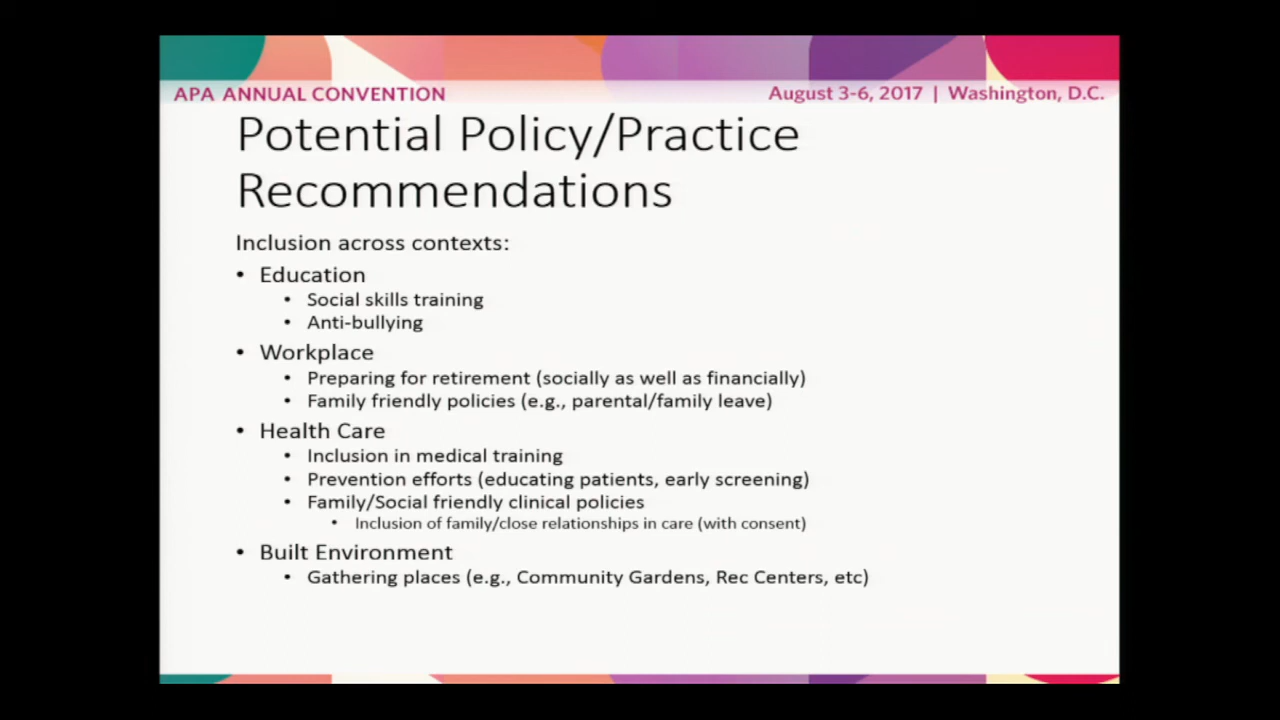 APA ANNUAL CONVENTION
August 3-6, 2017 | Washington, D.C.
Potential Policy/Practice
Recommendations
Inclusion across contexts:
• Education
• Social skills training
• Anti-bullying
• Workplace
• Preparing for retirement (socially as well as financially)
• Family friendly policies (e.g., parental/family leave)
• Health Care
• Inclusion in medical training
• Prevention efforts (educating patients, early screening)
• Family/Social friendly clinical policies
• Inclusion of family/close relationships in care (with consent)
• Built Environment
• Gathering places (e.g., Community Gardens, Rec Centers, etc)